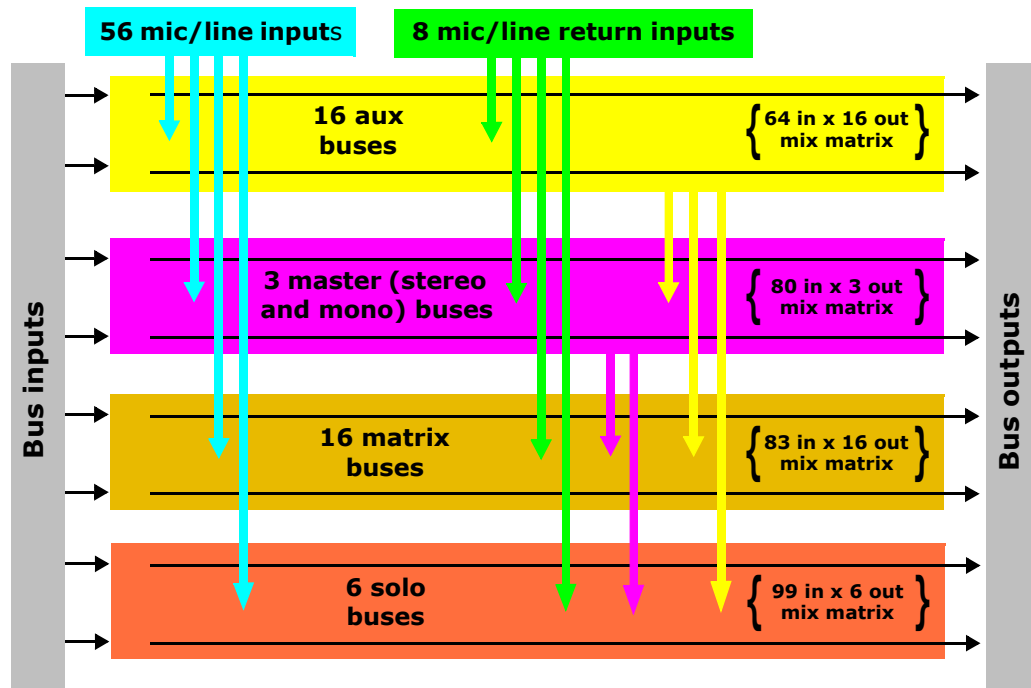 56 mic/line inputs
8 mic/line return inputs
Bus inputs
16 aux
buses
{ 64 in x 16 out
mix matrix }
3 master (stereo
and mono) buses
{ 80 in x 3 out
mix matrix }
16 matrix
buses
{ 83 in x 16 out
mix matrix }
6 solo
buses
{ 99 in x 6 out
mix matrix }
Bus outputs